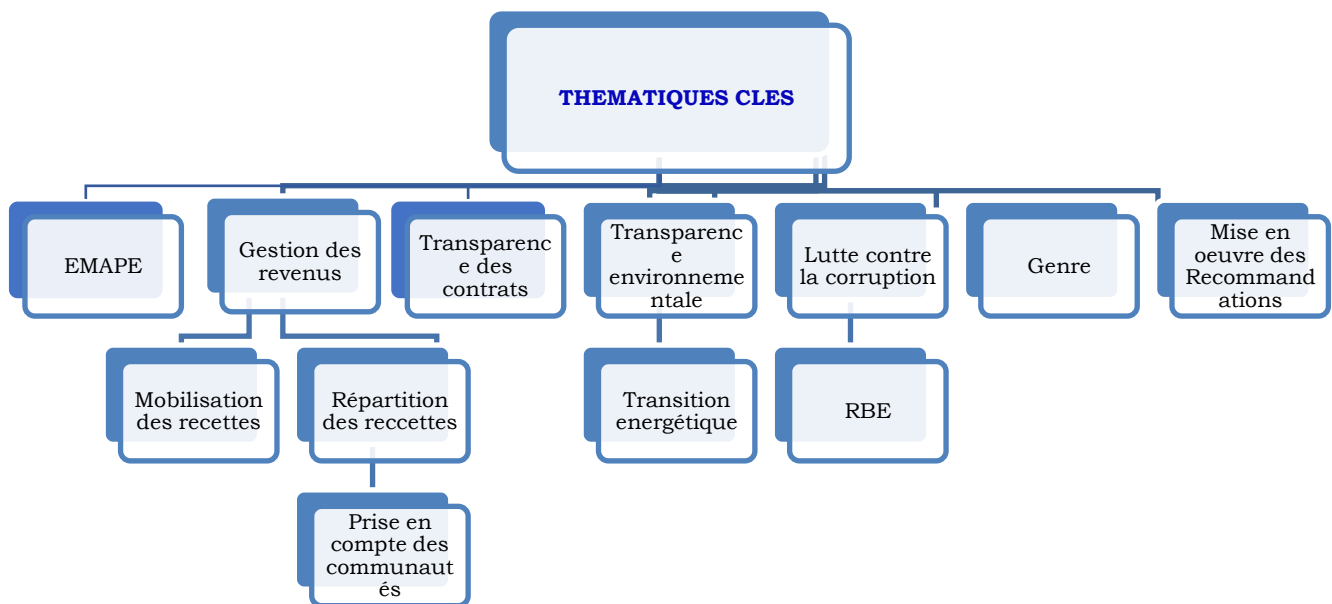 THEMATIQUES CLES
EMAPE
Gestion des
revenus
Transparenc
e des
contrats
Transparenc
e
environneme
ntale
Lutte contre
la corruption
Genre
Mise en
oeuvre des
Recommand
ations
Mobilisation
des recettes
Répartition
des reccettes
Transition
energétique
RBE
Prise en
compte des
communaut
és